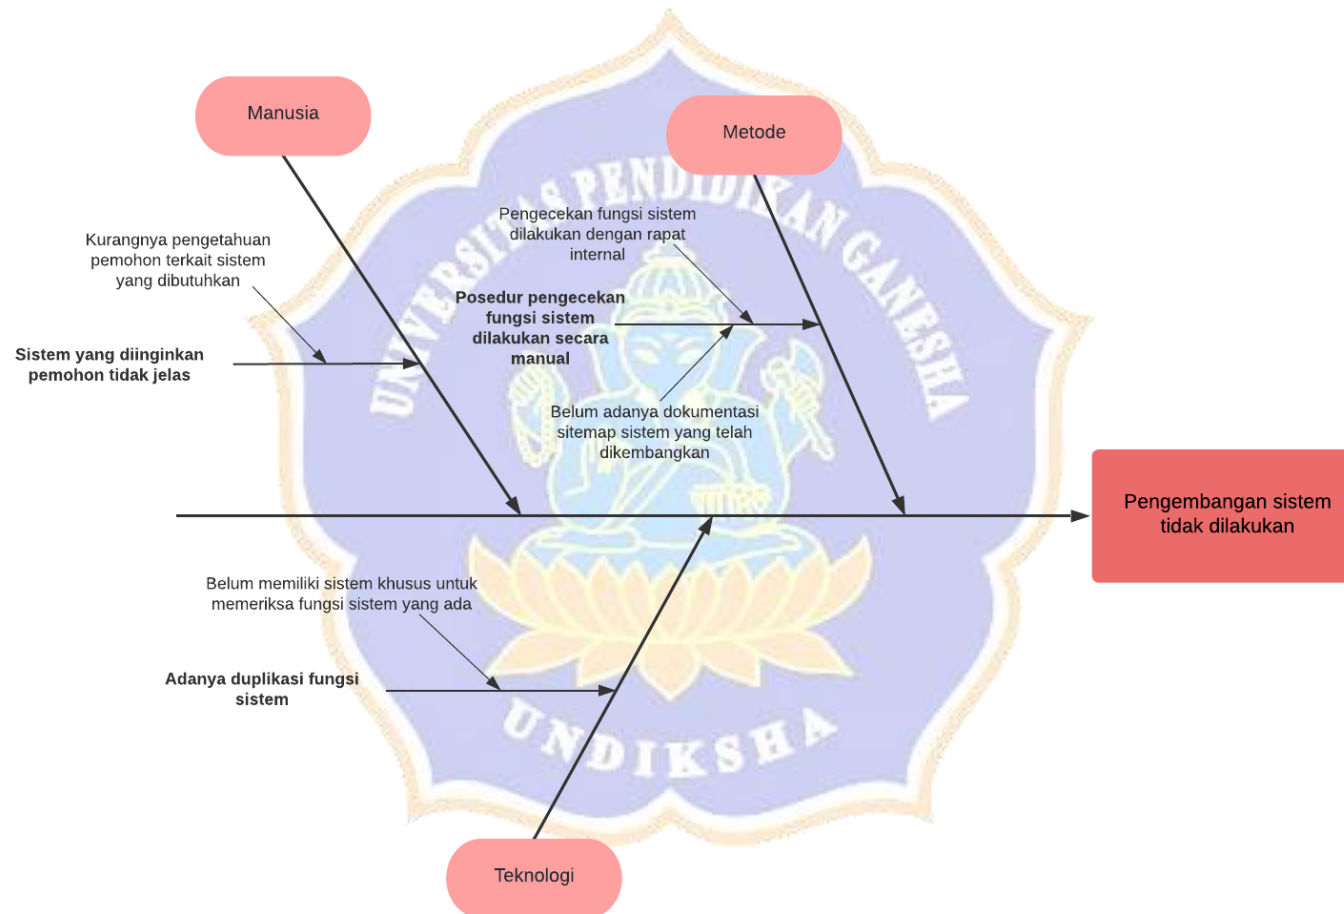 Manusia
Metode
Kurangnya pengetahuan
pemohon terkait sistem
yang dibutuhkan
Sistem yang diinginkan
pemohon tidak jelas
Pengecekan fungsi sistem
dilakukan dengan rapat
internal
Posedur pengecekan
fungsi sistem
dilakukan secara
manual
Belum adanya dokumentasi
sitemap sistem yang telah
dikembangkan
Pengembangan sistem
tidak dilakukan
Belum memiliki sistem khusus untuk
memeriksa fungsi sistem yang ada
Adanya duplikasi fungsi
sistem
Teknologi
UNIVERSITAS PENDIDIKAN GANESHA
UNDIKSHA